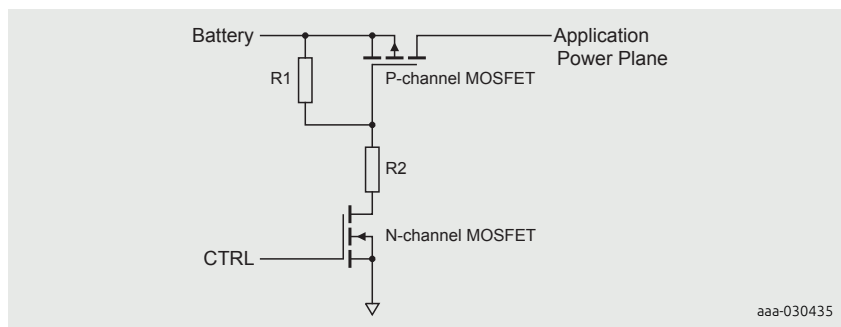 Battery
Application
Power Plane
R1
P-channel MOSFET
R2
N-channel MOSFET
CTRL
aaa-030435